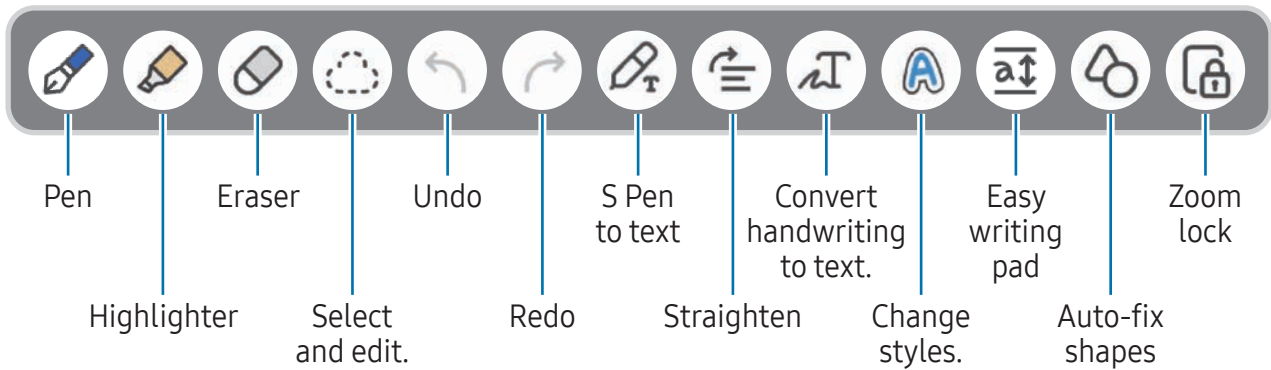 Pen
Eraser
Undo
S Pen
to text
Convert
handwriting
to text.
Easy
writing
pad
Zoom
lock
Highlighter
Select
and edit.
Redo
Straighten
Change
styles.
Auto-fix
shapes